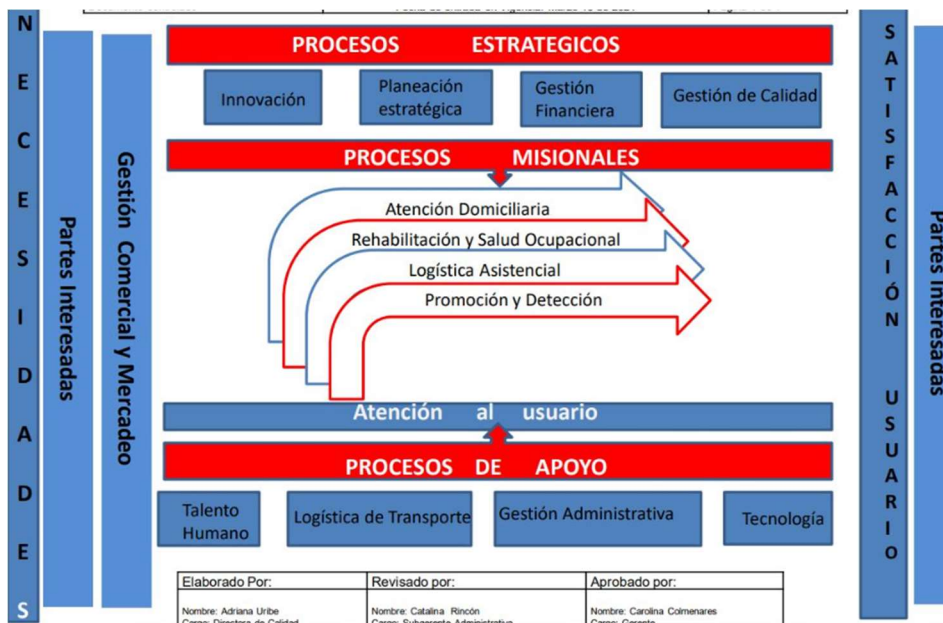 NECESIDADES
Partes Interesadas
Gestión Comercial y Mercadeo
PROCESOS ESTRATEGICOS
Innovación
Planeación
estratégica
Gestión
Financiera
Gestión de Calidad
PROCESOS MISIONALES
Atención Domiciliaria
Rehabilitación y Salud Ocupacional
Logística Asistencial
Promoción y Detección
Atención al usuario
PROCESOS DE APOYO
Talento
Humano
Logística de Transporte
Gestión Administrativa
Tecnología
SATISFACCIÓN USUARIO
Partes Interesadas
Elaborado Por:
Revisado por:
Aprobado por:
Nombre: Adriana Uribe
Nombre: Catalina Rincón
Nombre: Carolina Colmenares